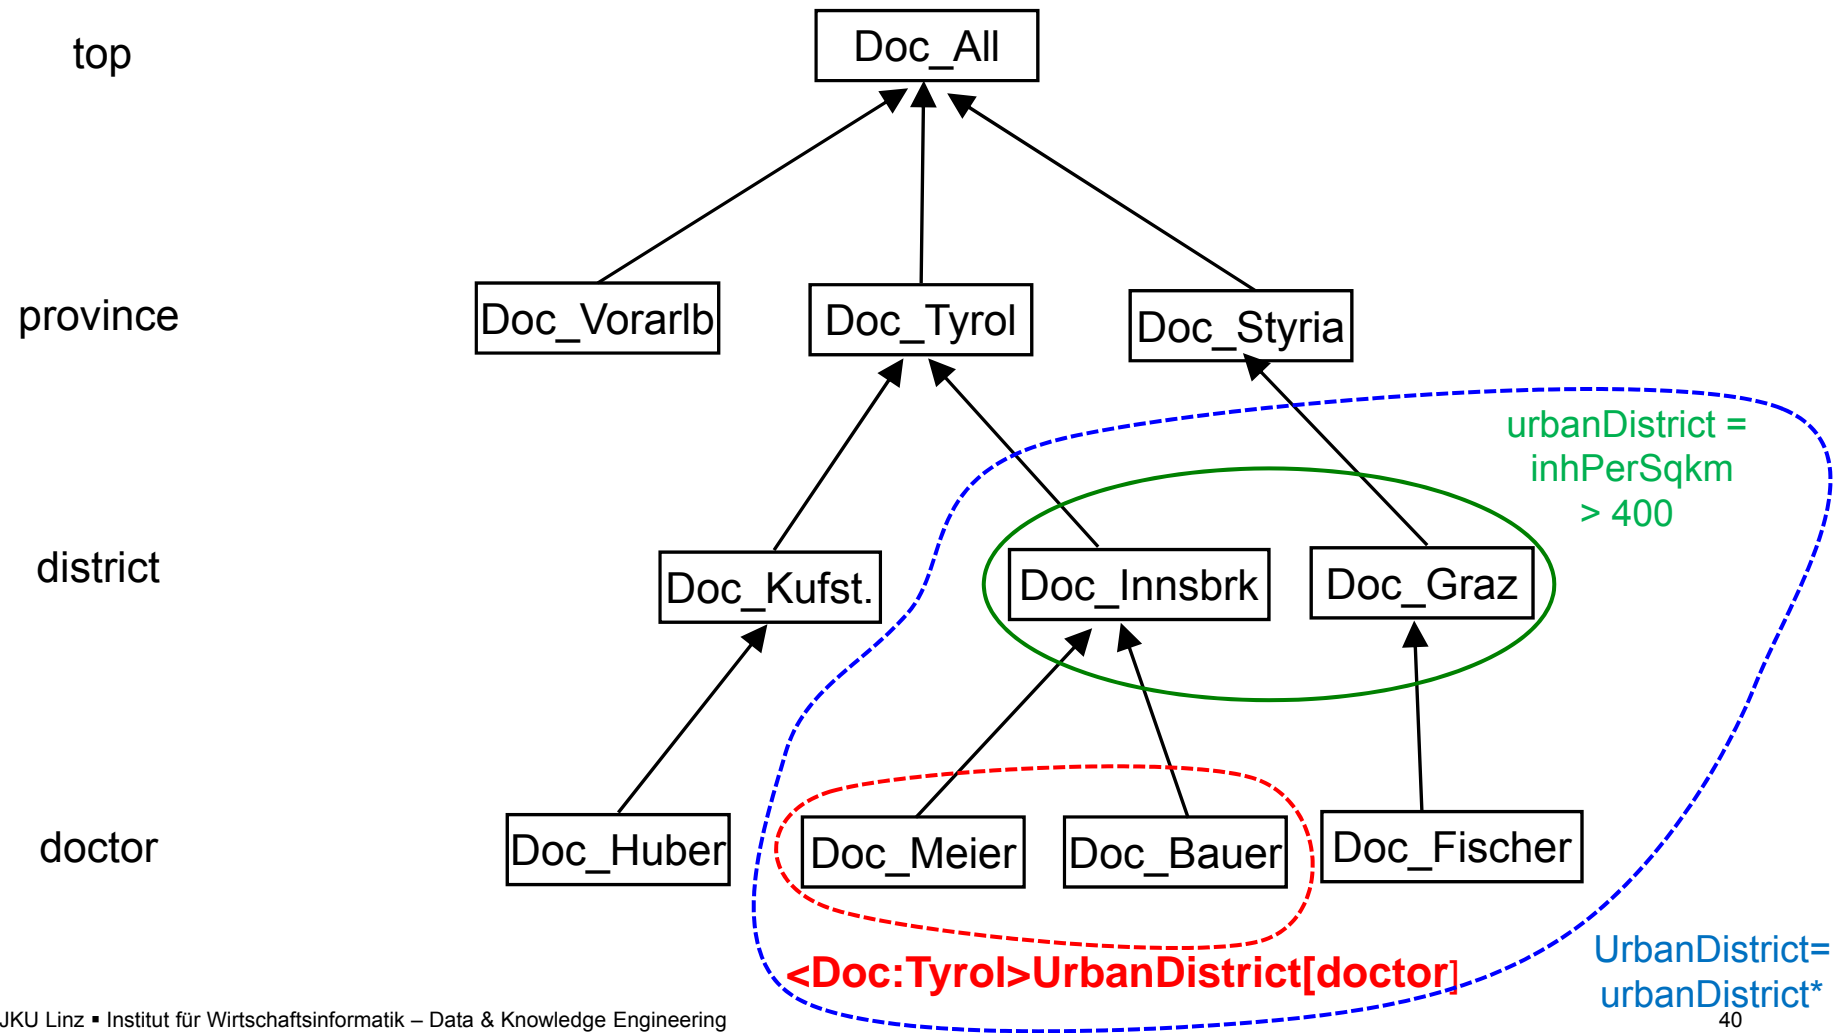 top
Doc_All
province
Doc_Vorarlb
Doc_Tyrol
Doc_Styria
urbanDistrict =
inhPerSqkm
> 400
district
Doc_Kufst.
Doc_Innsbrk
Doc_Graz
doctor
Doc_Huber
Doc_Meier
Doc_Bauer
Doc_Fischer
<Doc:Tyrol>UrbanDistrict[doctor]
UrbanDistrict=
urbanDistrict*
JKU Linz ▪ Institut für Wirtschaftsinformatik – Data & Knowledge Engineering
40